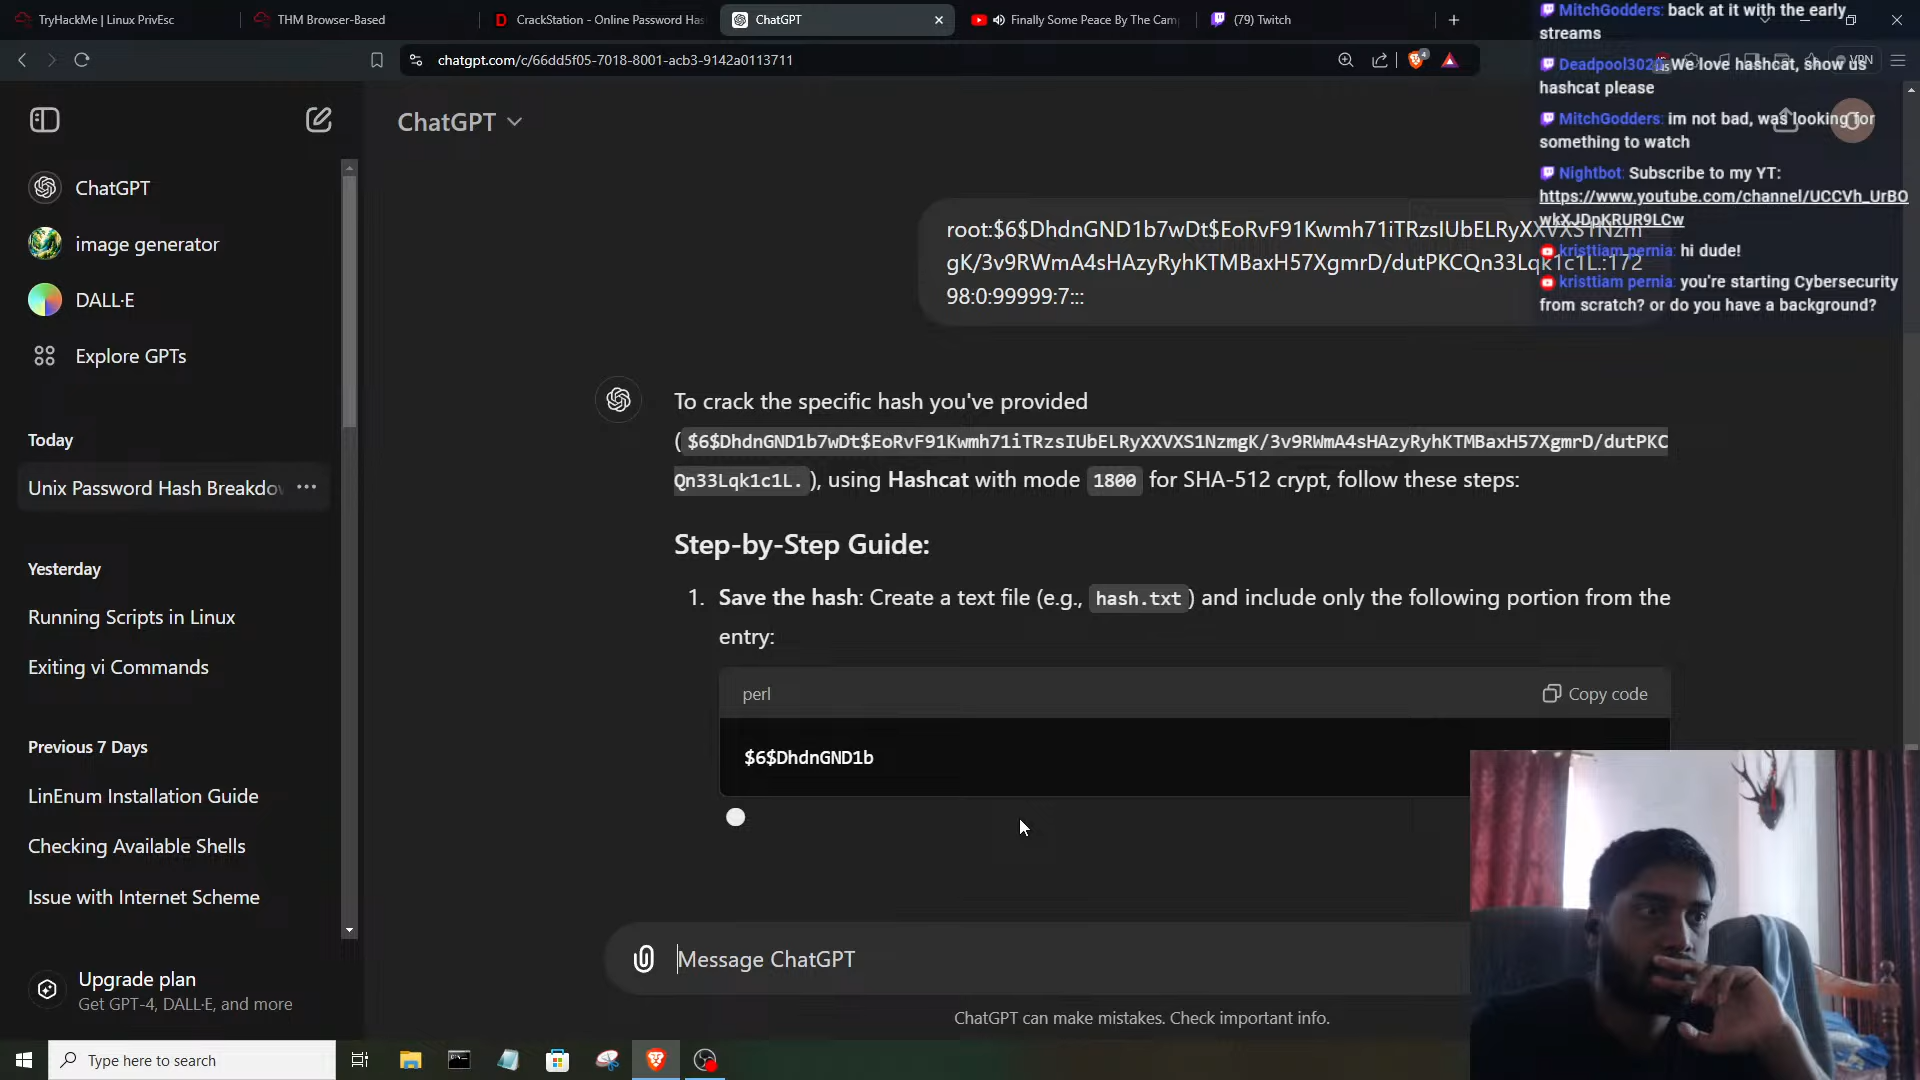 TryHackMe | Linux PrivEsc
THM Browser-Based
CrackStation - Online Password Has
ChatGPT
Finally Some Peace By The Cam
(79) Twitch
chatgpt.com/c/66dd5f05-7018-8001-acb3-9142a0113711
VPN
MitchGodders: back at it with the early
streams
We love hashcat, show us
hashcat please
MitchGodders: im not bad, was looking for
something to watch
Nightbot: Subscribe to my YT:
https://www.youtube.com/channel/UCCVh_UrBO
wkXJDpKRUR9LCw
kristtiam pernia: hi dude!
kristtiam pernia: you're starting Cybersecurity
from scratch? or do you have a background?
ChatGPT
ChatGPT
image generator
DALL·E
Explore GPTs
Today
Unix Password Hash Breakdow
Yesterday
Running Scripts in Linux
Exiting vi Commands
Previous 7 Days
LinEnum Installation Guide
Checking Available Shells
Issue with Internet Scheme
Upgrade plan
Get GPT-4, DALL·E, and more
root:$6$DhdnGND1b7wDt$EoRvF91Kwmh71iTRzsIUbELRyXXVXS1Nzm
gK/3v9RWmA4sHAzyRyhKTMBaxH57XgmrD/dutPKCQn33Lqk1c1L.:172
98:0:99999:7:::
To crack the specific hash you've provided
( $6$DhdnGND1b7wDt$EoRvF91Kwmh71iTRzsIUbELRyXXVXS1NzmgK/3v9RWmA4sHAzyRyhKTMBaxH57XgmrD/dutPKC
Qn33Lqk1c1L. ), using Hashcat with mode 1800 for SHA-512 crypt, follow these steps:
Step-by-Step Guide:
1. Save the hash: Create a text file (e.g., hash.txt ) and include only the following portion from the
entry:
perl
Copy code
$6$DhdnGND1b
Message ChatGPT
ChatGPT can make mistakes. Check important info.
Type here to search